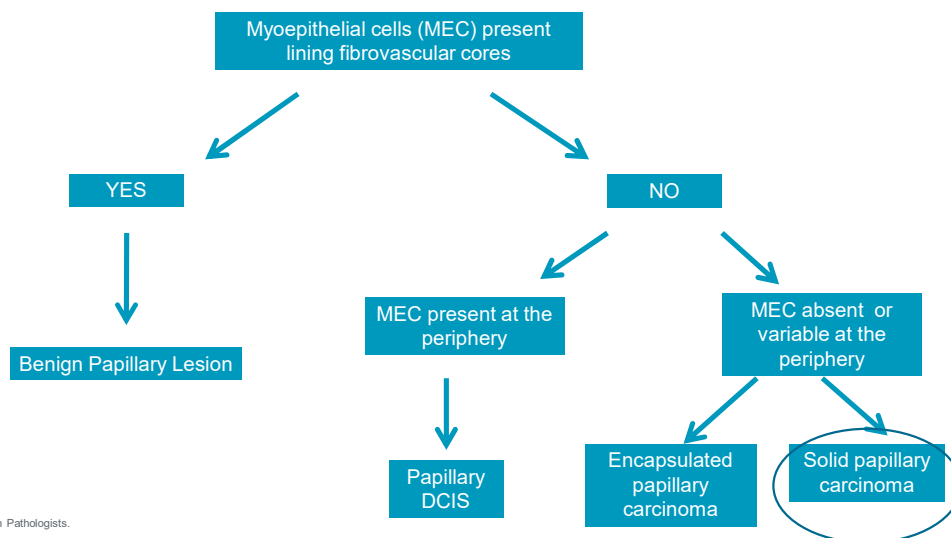 Myoepithelial cells (MEC) present
lining fibrovascular cores
YES
NO
MEC present at the
periphery
MEC absent or
variable at the
periphery
Benign Papillary Lesion
Papillary
DCIS
Encapsulated
papillary
carcinoma
Solid papillary
carcinoma
Pathologists.